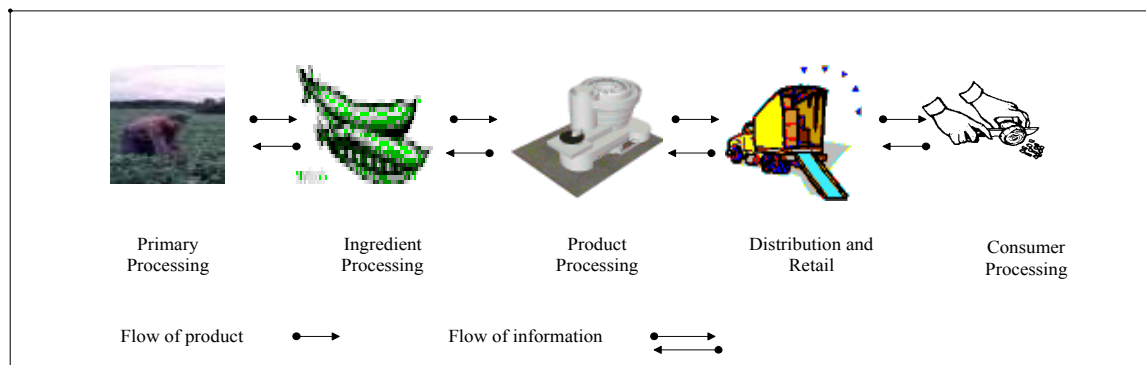 Primary
Processing
Ingredient
Processing
Product
Processing
Distribution and
Retail
Consumer
Processing
Flow of product
Flow of information